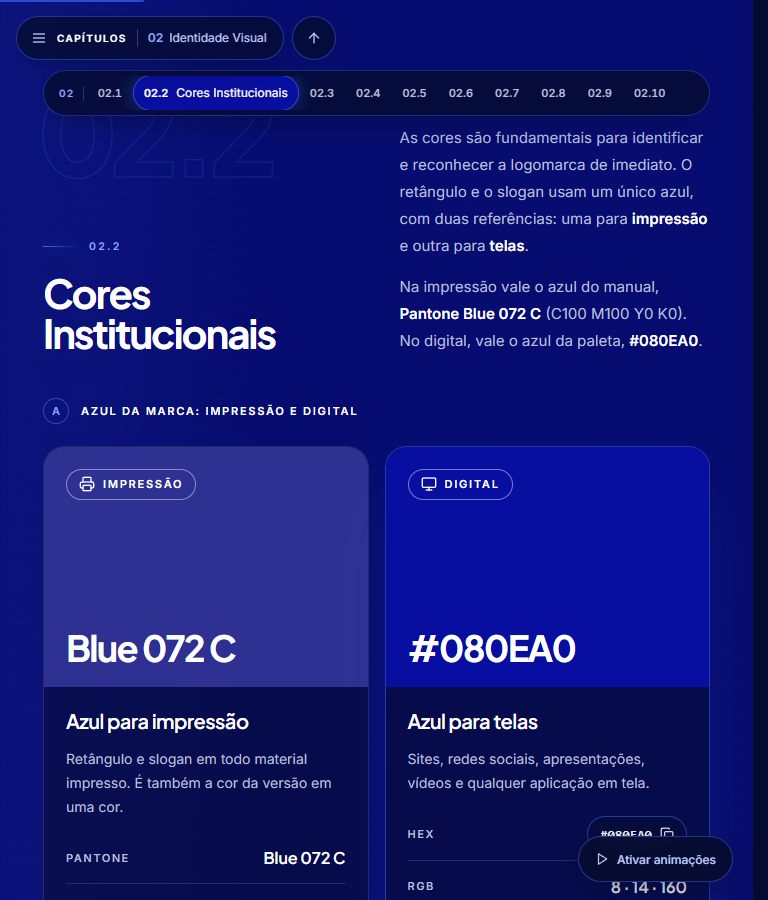 CAPÍTULOS 02 Identidade Visual
02 02.1 02.2 Cores Institucionais 02.3 02.4 02.5 02.6 02.7 02.8 02.9 02.10
02.2
02.2
Cores
Institucionais
As cores são fundamentais para identificar
e reconhecer a logomarca de imediato. O
retângulo e o slogan usam um único azul,
com duas referências: uma para impressão
e outra para telas.
Na impressão vale o azul do manual,
Pantone Blue 072 C (C100 M100 Y0 K0).
No digital, vale o azul da paleta, #080EA0.
A AZUL DA MARCA: IMPRESSÃO E DIGITAL
IMPRESSÃO
Blue 072 C
Azul para impressão
Retângulo e slogan em todo material
impresso. É também a cor da versão em
uma cor.
PANTONE Blue 072 C
DIGITAL
#080EA0
Azul para telas
Sites, redes sociais, apresentações,
vídeos e qualquer aplicação em tela.
HEX #080EA0
RGB 8 · 14 · 160
Ativar animações